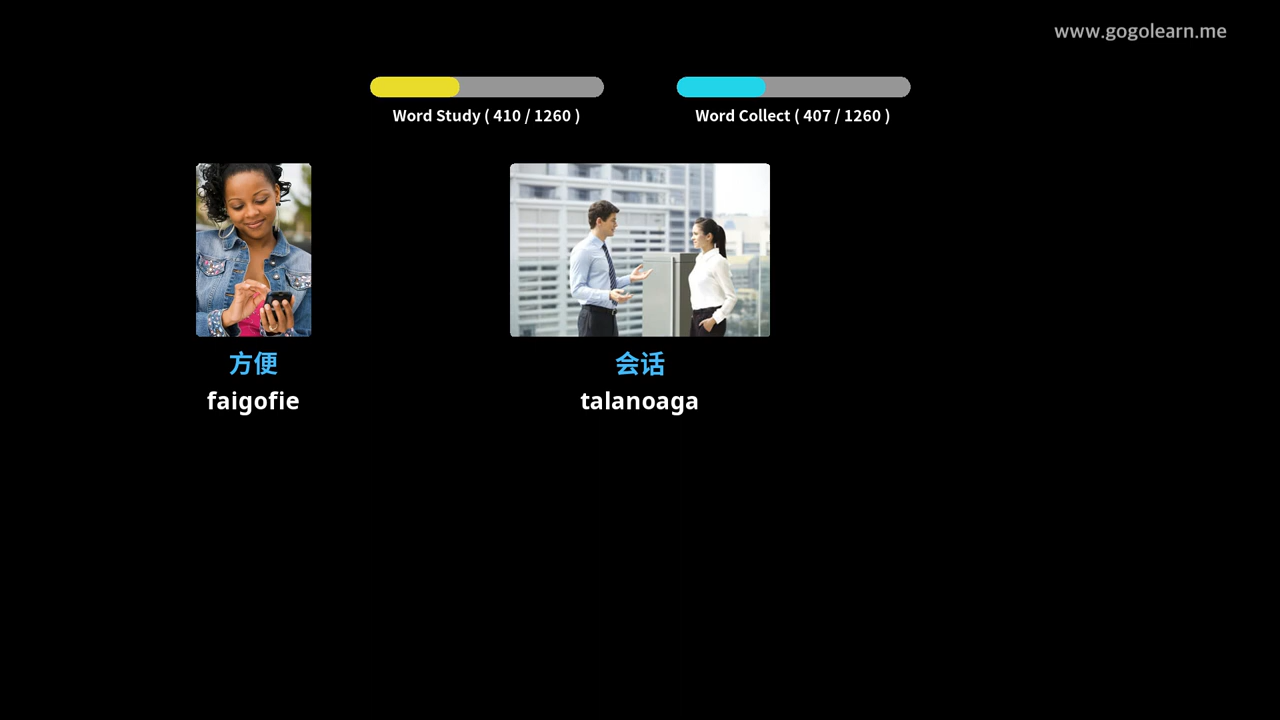 www.gogolearn.me
Word Study ( 410 / 1260 )
Word Collect ( 407 / 1260 )
方便
faigofie
会话
talanoaga